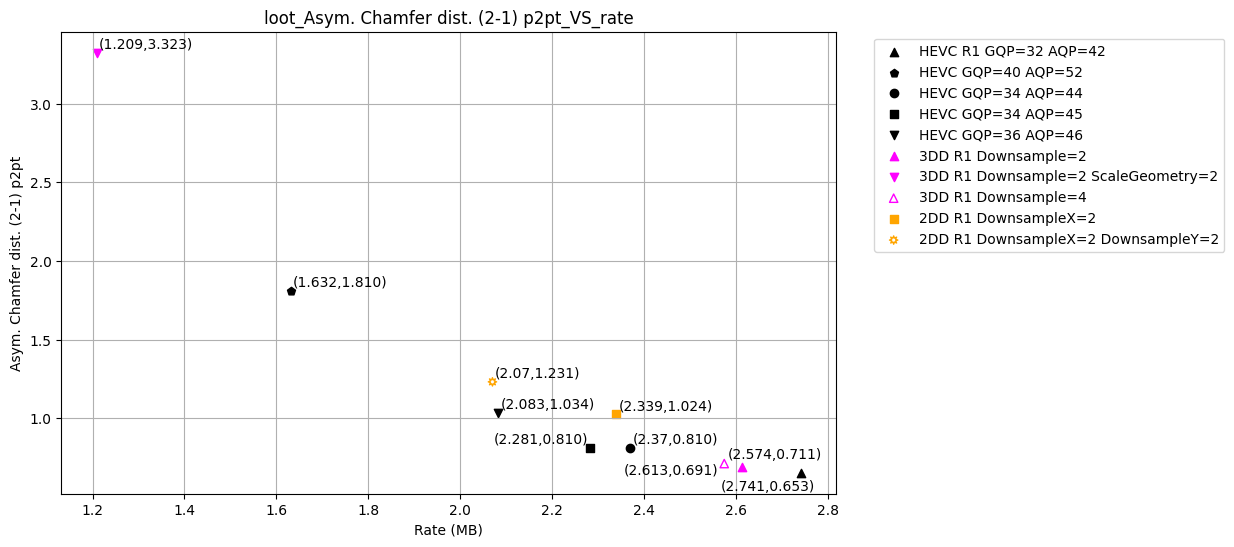 loot_Asym. Chamfer dist. (2-1) p2pt_VS_rate
Asym. Chamfer dist. (2-1) p2pt
3.0
2.5
2.0
1.5
1.0
(1.209,3.323)
(1.632,1.810)
(2.07,1.231)
(2.083,1.034)
(2.339,1.024)
(2.281,0.810)
(2.37,0.810)
(2.574,0.711)
(2.613,0.691)
(2.741,0.653)
1.2
1.4
1.6
1.8
2.0
2.2
2.4
2.6
2.8
Rate (MB)
HEVC R1 GQP=32 AQP=42
HEVC GQP=40 AQP=52
HEVC GQP=34 AQP=44
HEVC GQP=34 AQP=45
HEVC GQP=36 AQP=46
3DD R1 Downsample=2
3DD R1 Downsample=2 ScaleGeometry=2
3DD R1 Downsample=4
2DD R1 DownsampleX=2
2DD R1 DownsampleX=2 DownsampleY=2